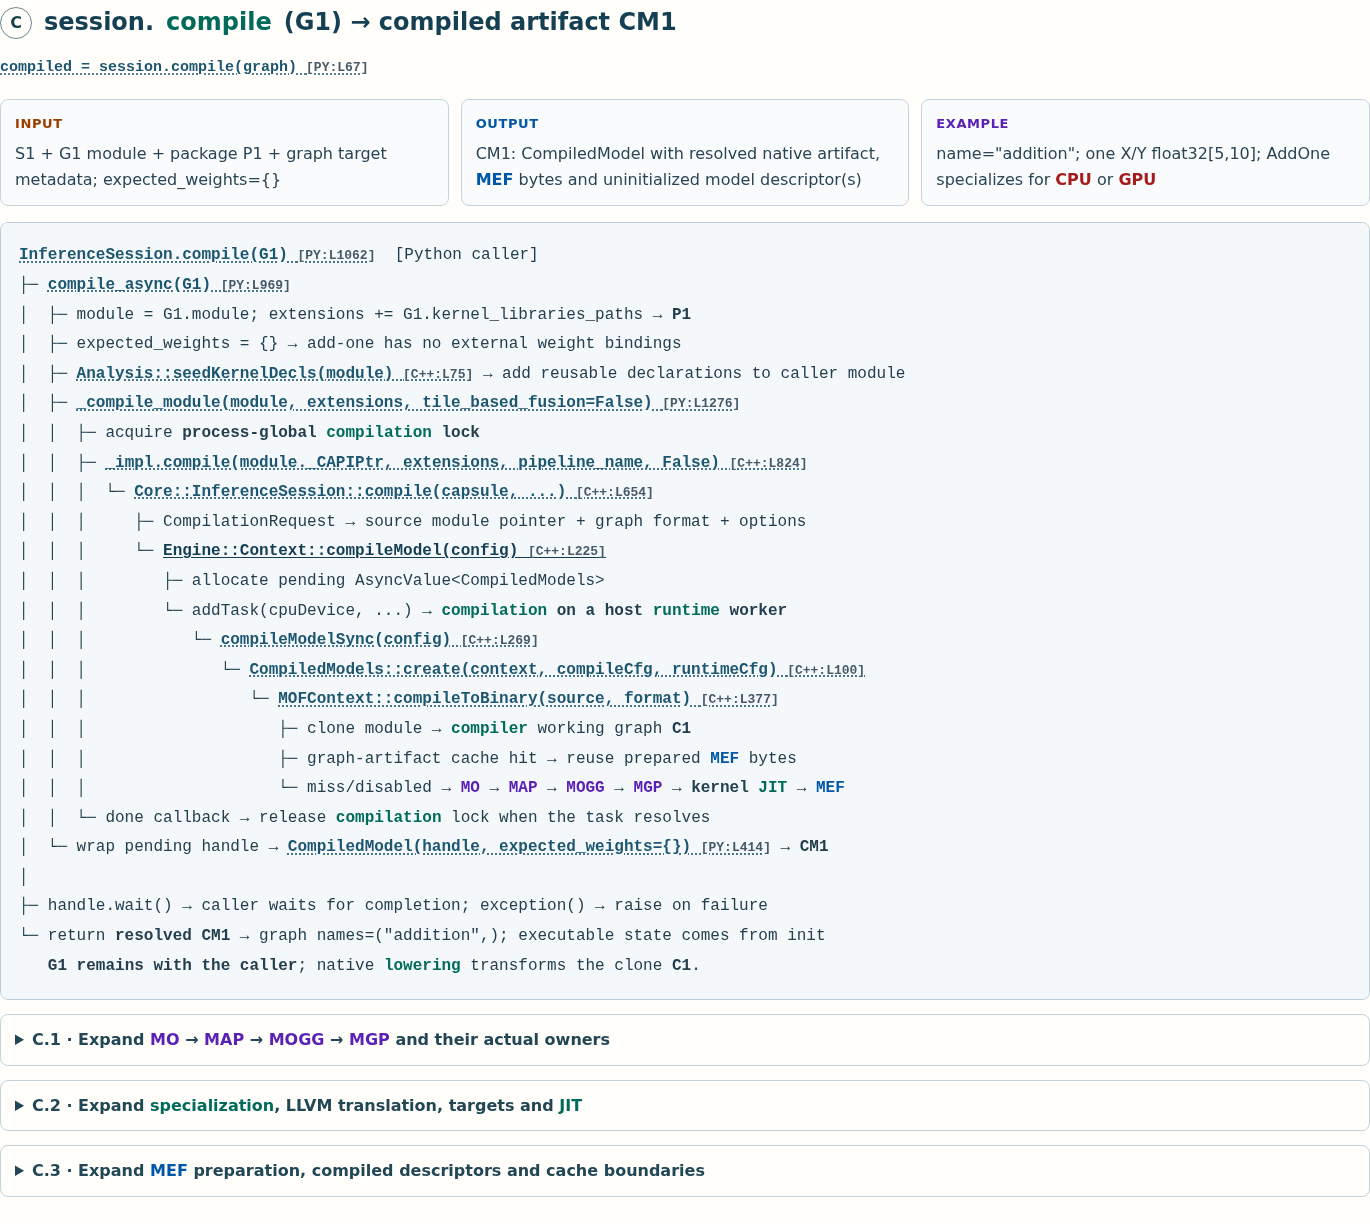 C session. compile (G1) → compiled artifact CM1
compiled = session.compile(graph) [PY:L67]
INPUT
S1 + G1 module + package P1 + graph target
metadata; expected_weights={}
OUTPUT
CM1: CompiledModel with resolved native artifact,
MEF bytes and uninitialized model descriptor(s)
EXAMPLE
name="addition"; one X/Y float32[5,10]; AddOne
specializes for CPU or GPU
InferenceSession.compile(G1) [PY:L1062]  [Python caller]
├─ compile_async(G1) [PY:L969]
│  ├─ module = G1.module; extensions += G1.kernel_libraries_paths → P1
│  ├─ expected_weights = {} → add-one has no external weight bindings
│  ├─ Analysis::seedKernelDecls(module) [C++:L75] → add reusable declarations to caller module
│  ├─ _compile_module(module, extensions, tile_based_fusion=False) [PY:L1276]
│  │  ├─ acquire process-global compilation lock
│  │  ├─ _impl.compile(module._CAPIPtr, extensions, pipeline_name, False) [C++:L824]
│  │  │  └─ Core::InferenceSession::compile(capsule, ...) [C++:L654]
│  │  │     ├─ CompilationRequest → source module pointer + graph format + options
│  │  │     └─ Engine::Context::compileModel(config) [C++:L225]
│  │  │        ├─ allocate pending AsyncValue<CompiledModels>
│  │  │        └─ addTask(cpuDevice, ...) → compilation on a host runtime worker
│  │  │           └─ compileModelSync(config) [C++:L269]
│  │  │              └─ CompiledModels::create(context, compileCfg, runtimeCfg) [C++:L100]
│  │  │                 └─ MOFContext::compileToBinary(source, format) [C++:L377]
│  │  │                    ├─ clone module → compiler working graph C1
│  │  │                    ├─ graph-artifact cache hit → reuse prepared MEF bytes
│  │  │                    └─ miss/disabled → MO → MAP → MOGG → MGP → kernel JIT → MEF
│  │  └─ done callback → release compilation lock when the task resolves
│  └─ wrap pending handle → CompiledModel(handle, expected_weights={}) [PY:L414] → CM1
│
├─ handle.wait() → caller waits for completion; exception() → raise on failure
└─ return resolved CM1 → graph names=("addition",); executable state comes from init
   G1 remains with the caller; native lowering transforms the clone C1.
▶ C.1 · Expand MO → MAP → MOGG → MGP and their actual owners
▶ C.2 · Expand specialization, LLVM translation, targets and JIT
▶ C.3 · Expand MEF preparation, compiled descriptors and cache boundaries